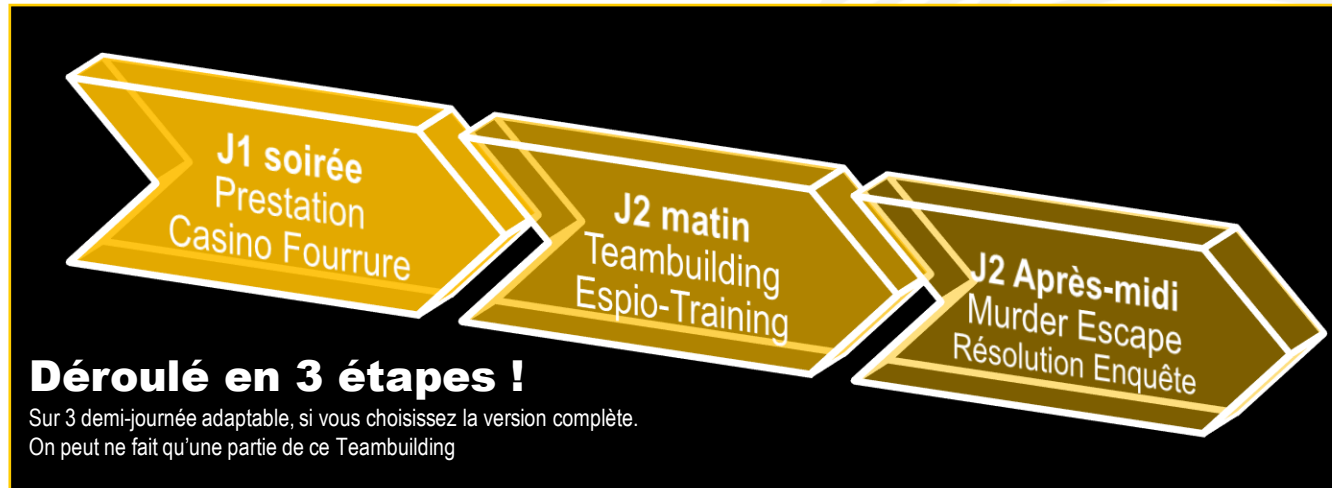 J1 soirée
Prestation
Casino Fourrure
J2 matin
Teambuilding
Espio-Training
J2 Après-midi
Murder Escape
Résolution Enquête
Déroulé en 3 étapes !
Sur 3 demi-journée adaptable, si vous choisissez la version complète.
On peut ne fait qu'une partie de ce Teambuilding